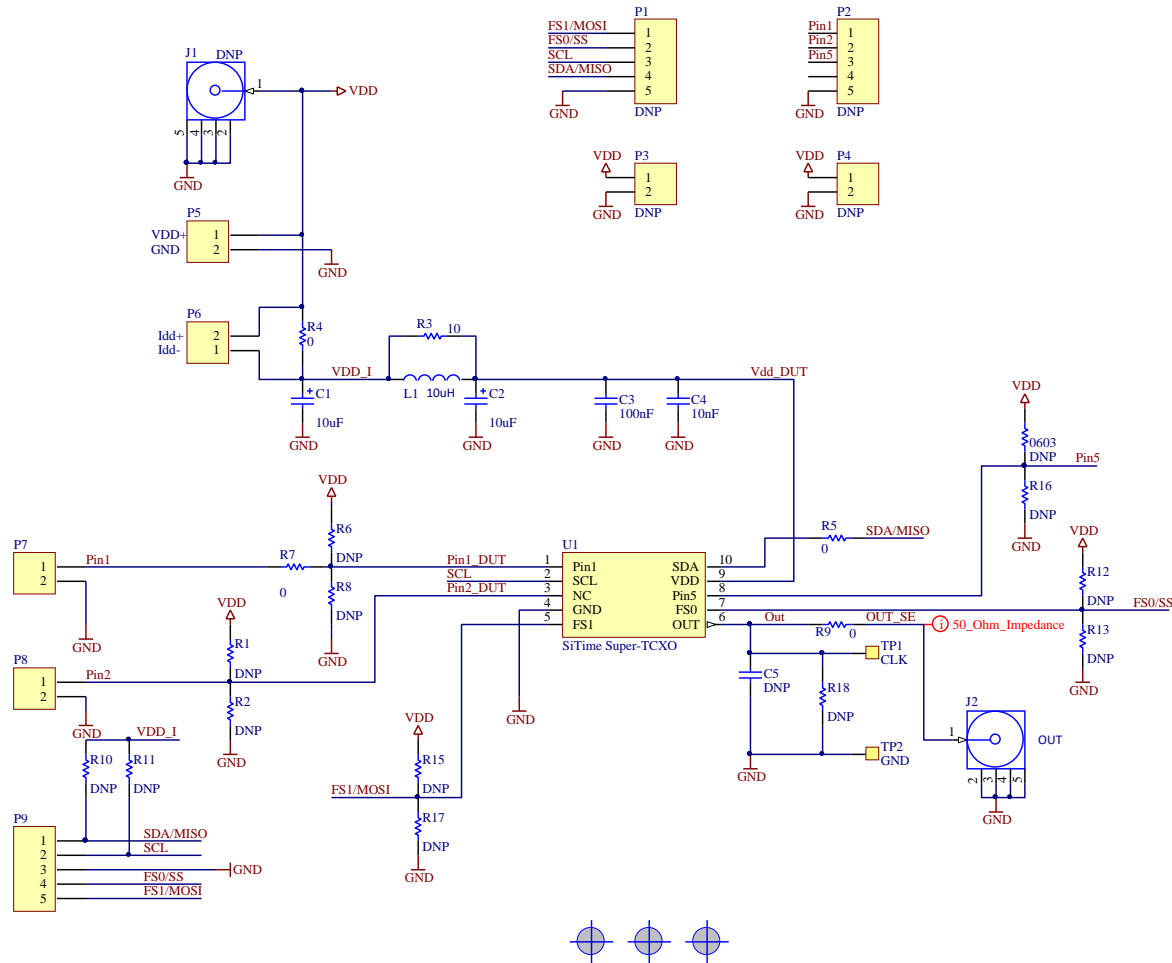 J1 DNP
1
VDD
5 4 3 2
GND
P1
FS1/MOSI 1
FS0/SS 2
SCL 3
SDA/MISO 4
5
GND
DNP
P2
Pin1 1
Pin2 2
Pin5 3
4
5
GND
DNP
P3
VDD
1
2
GND
DNP
P4
VDD
1
2
GND
DNP
P5
VDD+ 1
GND 2
GND
P6
Idd+ 2
Idd- 1
R4
0
VDD_I
R3 10
L1 10uH
Vdd_DUT
C1
10uF
GND
C2
10uF
GND
C3
100nF
GND
C4
10nF
GND
VDD
0603
DNP
Pin5
R16
DNP
GND
VDD
R6
DNP
P7
1
2
Pin1
GND
R7
0
R8
DNP
GND
Pin1_DUT
SCL
Pin2_DUT
U1
1 Pin1 SDA 10
2 SCL VDD 9
3 NC Pin5 8
4 GND FS0 7
5 FS1 OUT 6
SiTime Super-TCXO
GND
R5
0
SDA/MISO
VDD
R12
DNP
FS0/SS
R13
DNP
GND
Out
R9 0
OUT_SE
i 50_Ohm_Impedance
TP1
CLK
C5
DNP
R18
DNP
TP2
GND
GND
J2
1
OUT
2 3 4 5
GND
VDD
R1
DNP
P8
1
2
Pin2
GND
R2
DNP
GND
VDD_I
R10
DNP
R11
DNP
P9
1 SDA/MISO
2 SCL
3 GND
4 FS0/SS
5 FS1/MOSI
VDD
R15
DNP
FS1/MOSI
R17
DNP
GND